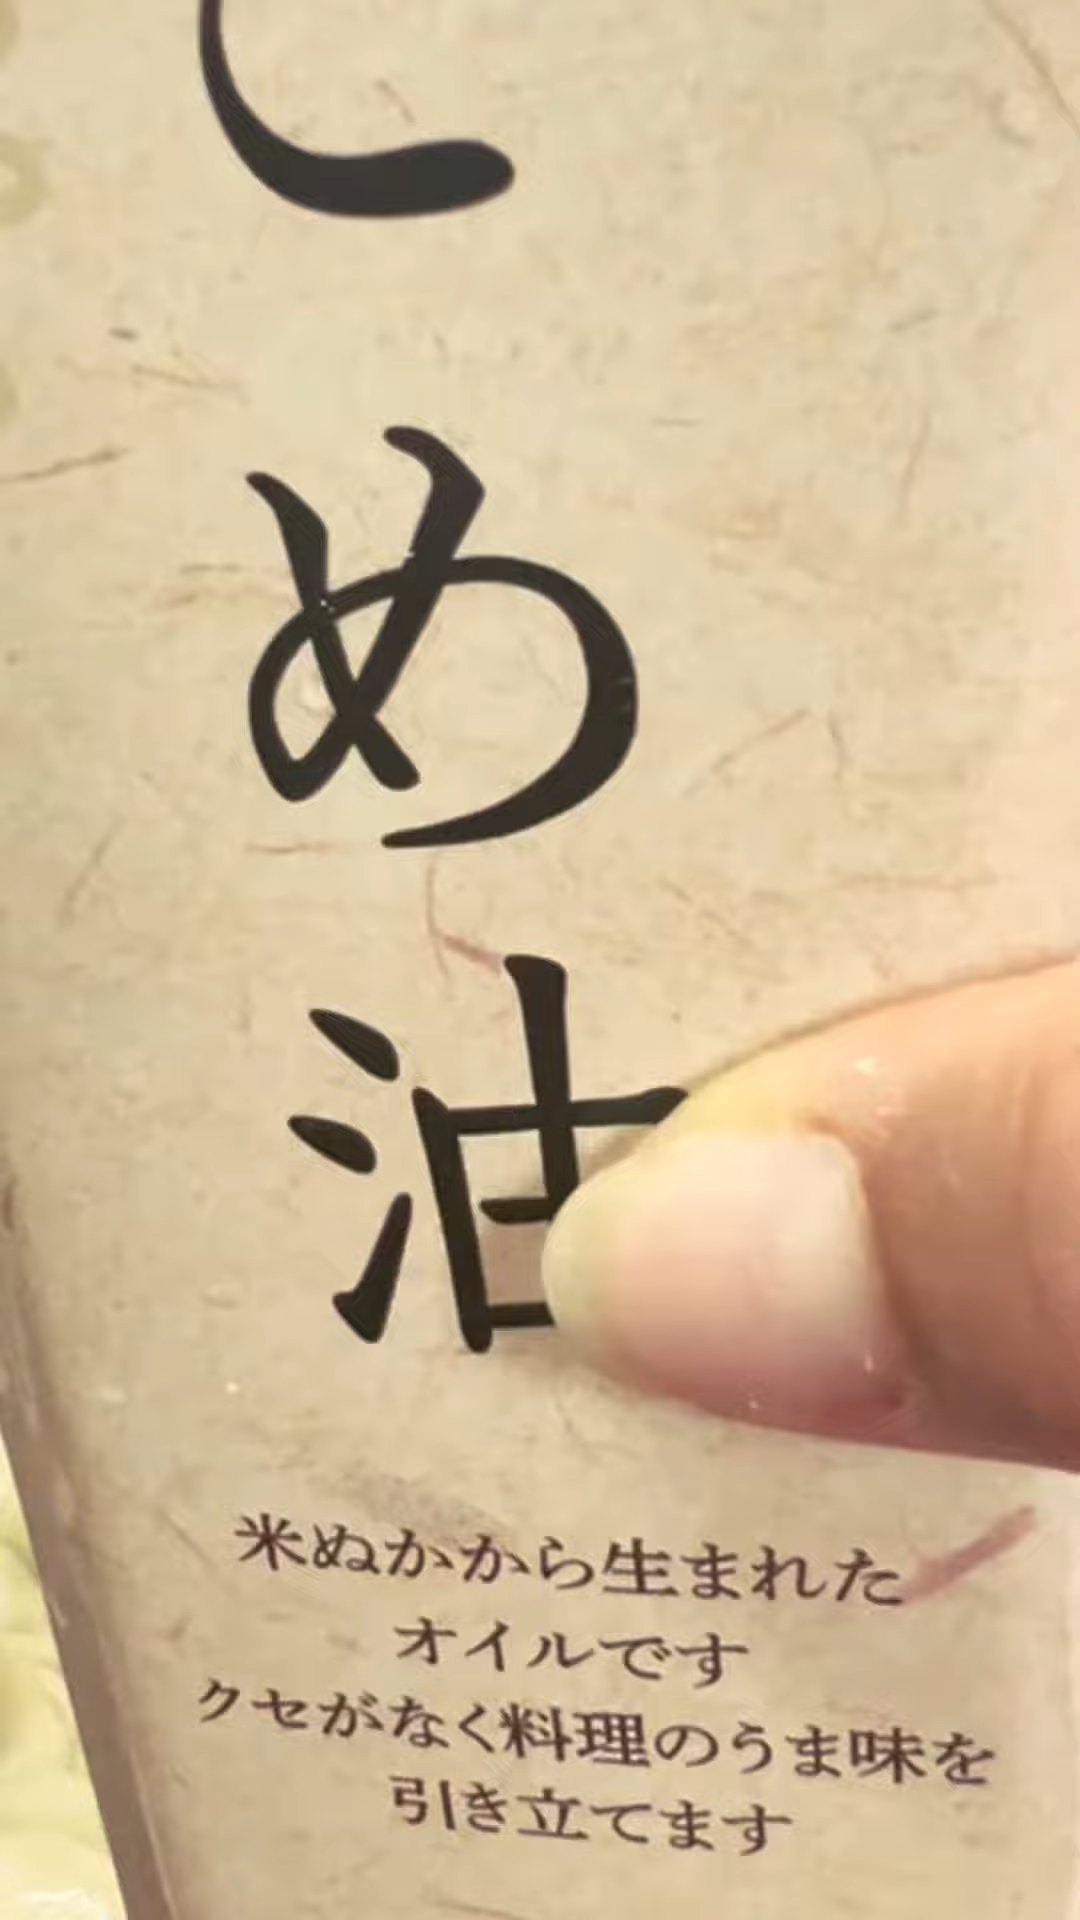 め油
米ぬかから生まれた
オイルです
クセがなく料理のうま味を
引き立てます